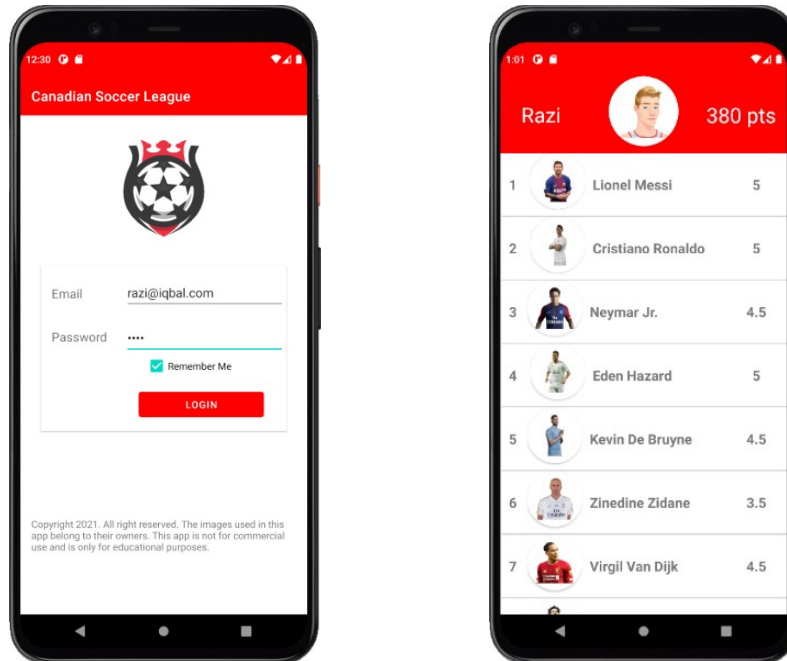 12:30
Canadian Soccer League
Email
razi@iqbal.com
Password
••••
Remember Me
LOGIN
Copyright 2021. All right reserved. The images used in this
app belong to their owners. This app is not for commercial
use and is only for educational purposes.
1:01
Razi
380 pts
1 Lionel Messi 5
2 Cristiano Ronaldo 5
3 Neymar Jr. 4.5
4 Eden Hazard 5
5 Kevin De Bruyne 4.5
6 Zinedine Zidane 3.5
7 Virgil Van Dijk 4.5